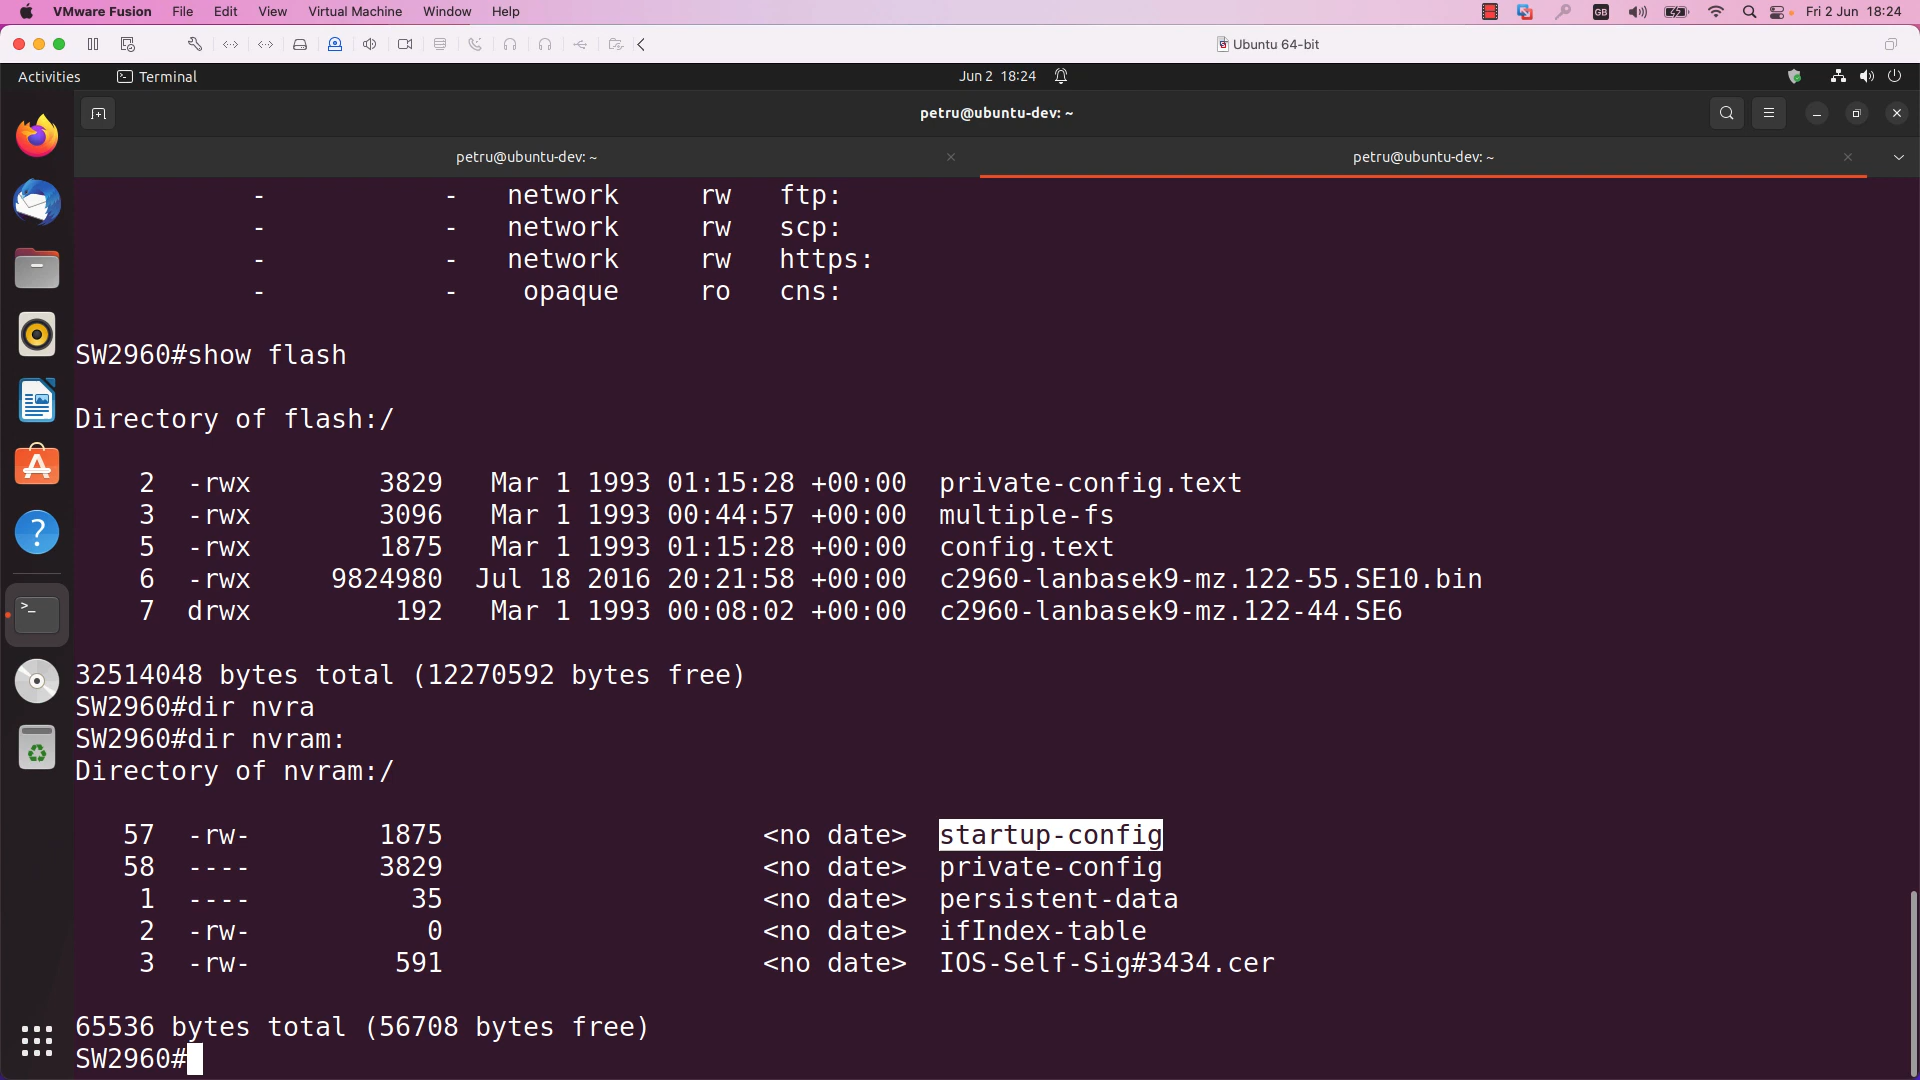 VMware Fusion File Edit View Virtual Machine Window Help GB Fri 2 Jun 18:24
Ubuntu 64-bit
Activities Terminal Jun 2 18:24
petru@ubuntu-dev: ~
petru@ubuntu-dev: ~ petru@ubuntu-dev: ~
- - network rw ftp:
- - network rw scp:
- - network rw https:
- - opaque ro cns:
SW2960#show flash
Directory of flash:/
2 -rwx 3829 Mar 1 1993 01:15:28 +00:00 private-config.text
3 -rwx 3096 Mar 1 1993 00:44:57 +00:00 multiple-fs
5 -rwx 1875 Mar 1 1993 01:15:28 +00:00 config.text
6 -rwx 9824980 Jul 18 2016 20:21:58 +00:00 c2960-lanbasek9-mz.122-55.SE10.bin
7 drwx 192 Mar 1 1993 00:08:02 +00:00 c2960-lanbasek9-mz.122-44.SE6
32514048 bytes total (12270592 bytes free)
SW2960#dir nvra
SW2960#dir nvram:
Directory of nvram:/
57 -rw- 1875 <no date> startup-config
58 ---- 3829 <no date> private-config
1 ---- 35 <no date> persistent-data
2 -rw- 0 <no date> ifIndex-table
3 -rw- 591 <no date> IOS-Self-Sig#3434.cer
65536 bytes total (56708 bytes free)
SW2960#